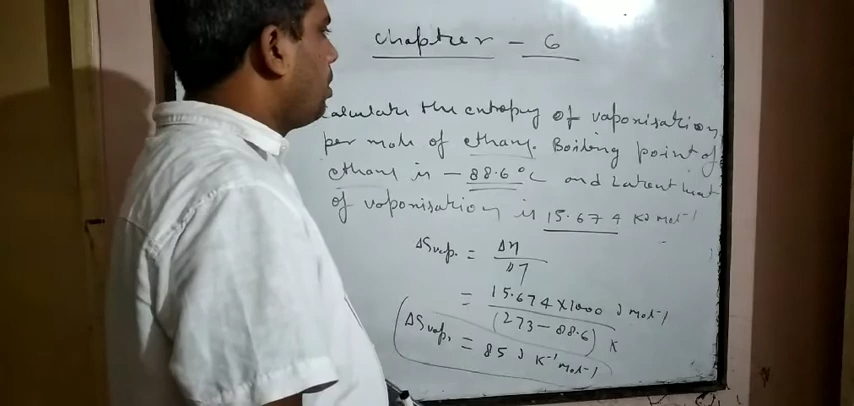 Chapter - 6
Calculate the entropy of vaporisation
per mole of ethane. Boiling point of
ethane is - 88.6°C and Latent heat
of vaporisation is 15.674 KJ mol-1
ΔSvap. = ΔH
T
= 15.674 X 1000 J mol-1
(273 - 88.6) K
ΔSvap. = 85 J K-1 mol-1